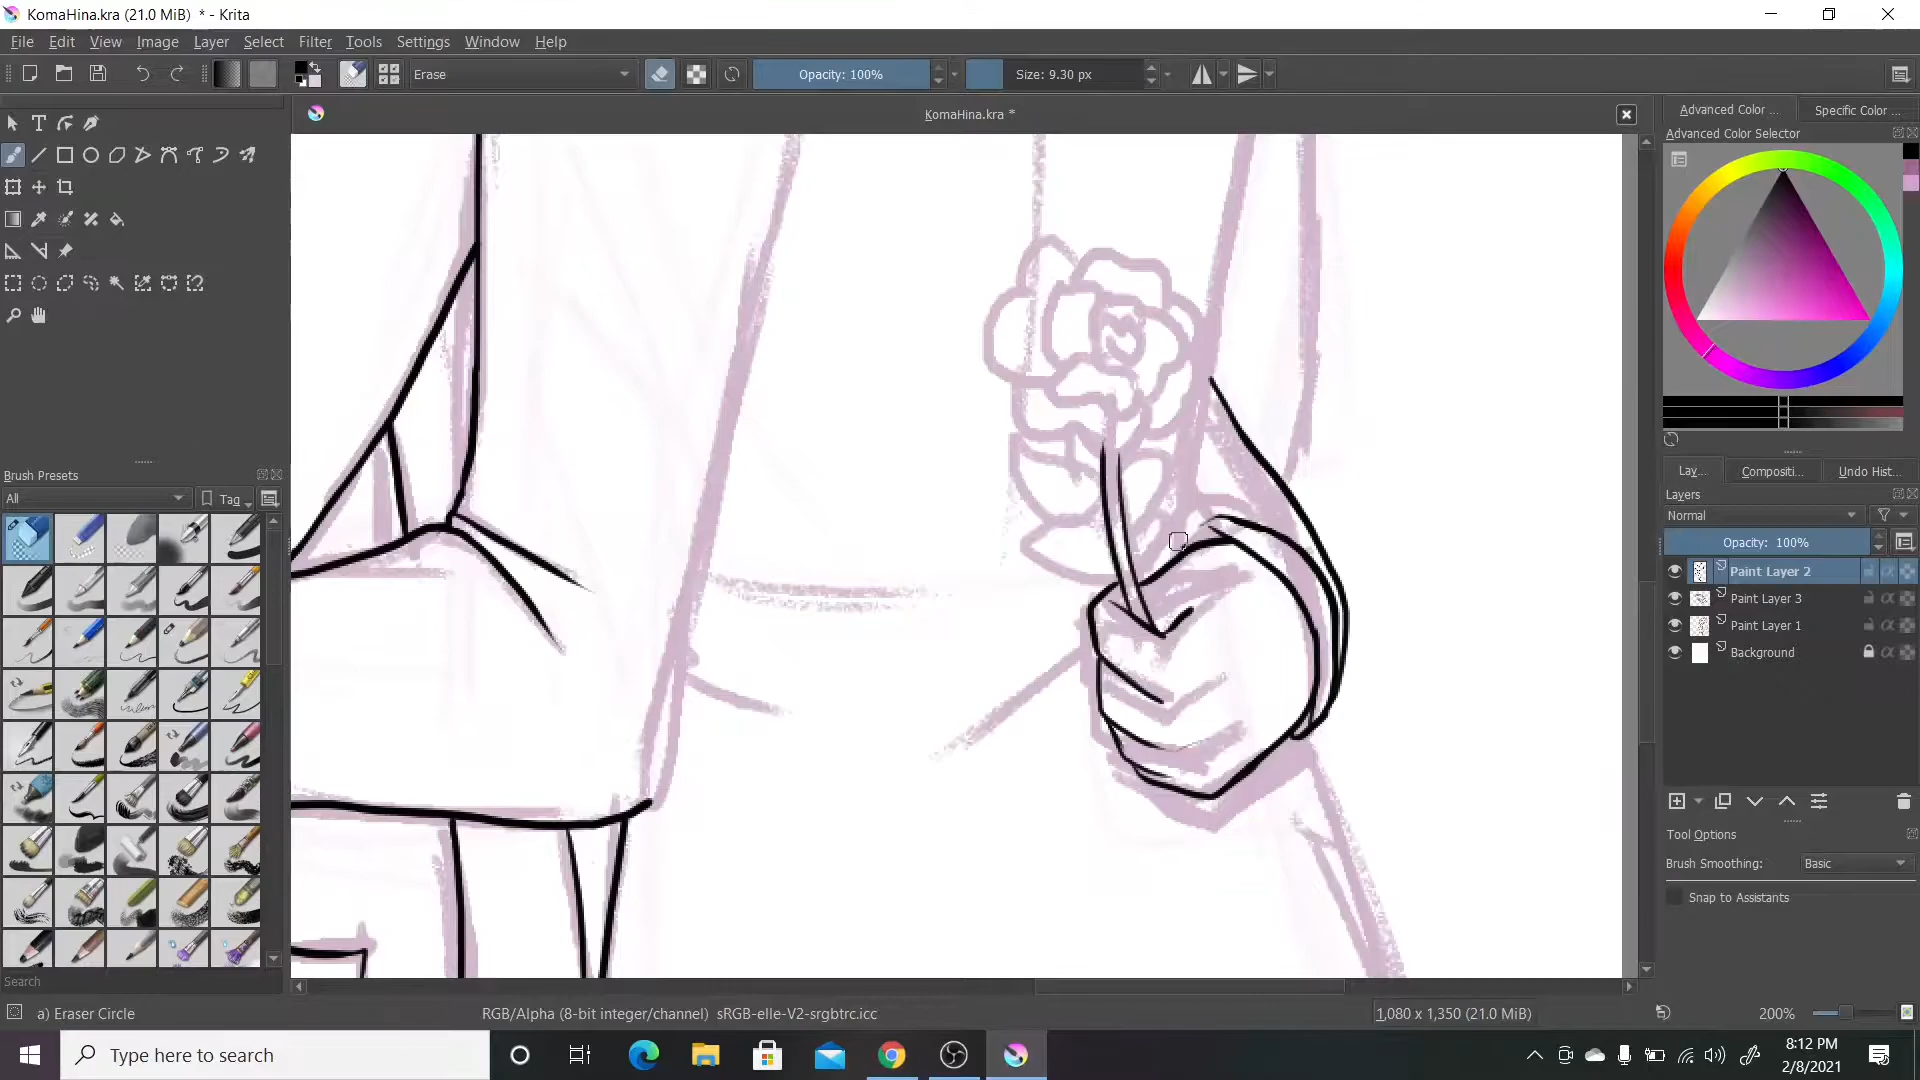 KomaHina.kra (21.0 MiB) * - Krita
File Edit View Image Layer Select Filter Tools Settings Window Help
Erase
Opacity: 100%
Size: 9.30 px
KomaHina.kra *
Advanced Color ...
Specific Color ...
Advanced Color Selector
Brush Presets
All
Tag
Lay...
Compositi...
Undo Hist...
Layers
Normal
Opacity: 100%
Paint Layer 2
Paint Layer 3
Paint Layer 1
Background
Tool Options
Brush Smoothing:
Basic
Snap to Assistants
Search
a) Eraser Circle
RGB/Alpha (8-bit integer/channel) sRGB-elle-V2-srgbtrc.icc
1,080 x 1,350 (21.0 MiB)
200%
Type here to search
8:12 PM
2/8/2021